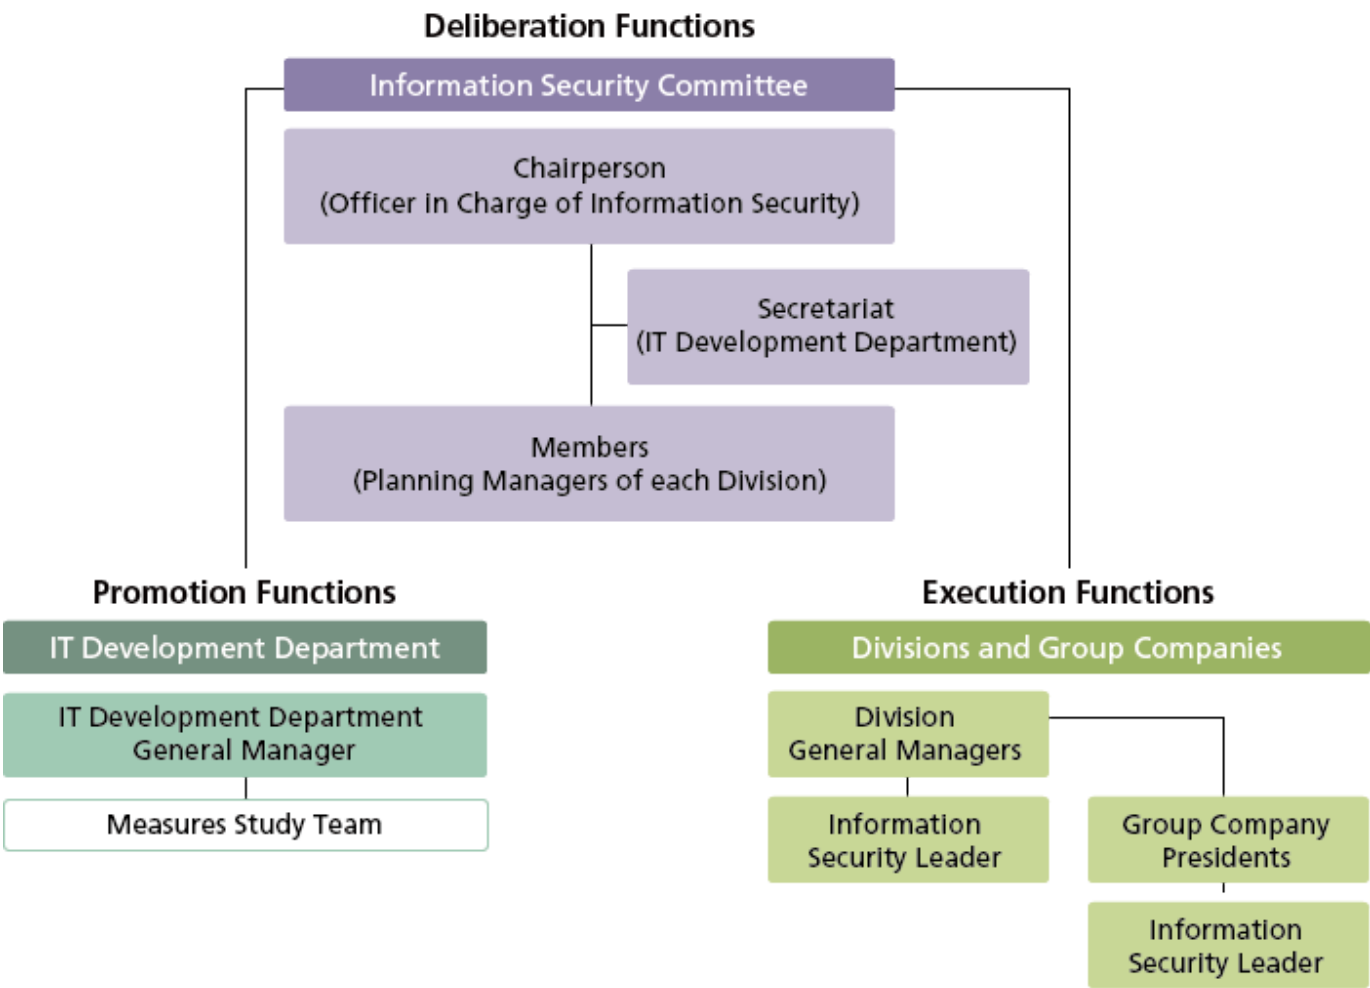 Deliberation Functions
Information Security Committee
Chairperson
(Officer in Charge of Information Security)
Secretariat
(IT Development Department)
Members
(Planning Managers of each Division)
Promotion Functions
IT Development Department
IT Development Department
General Manager
Measures Study Team
Execution Functions
Divisions and Group Companies
Division
General Managers
Information
Security Leader
Group Company
Presidents
Information
Security Leader